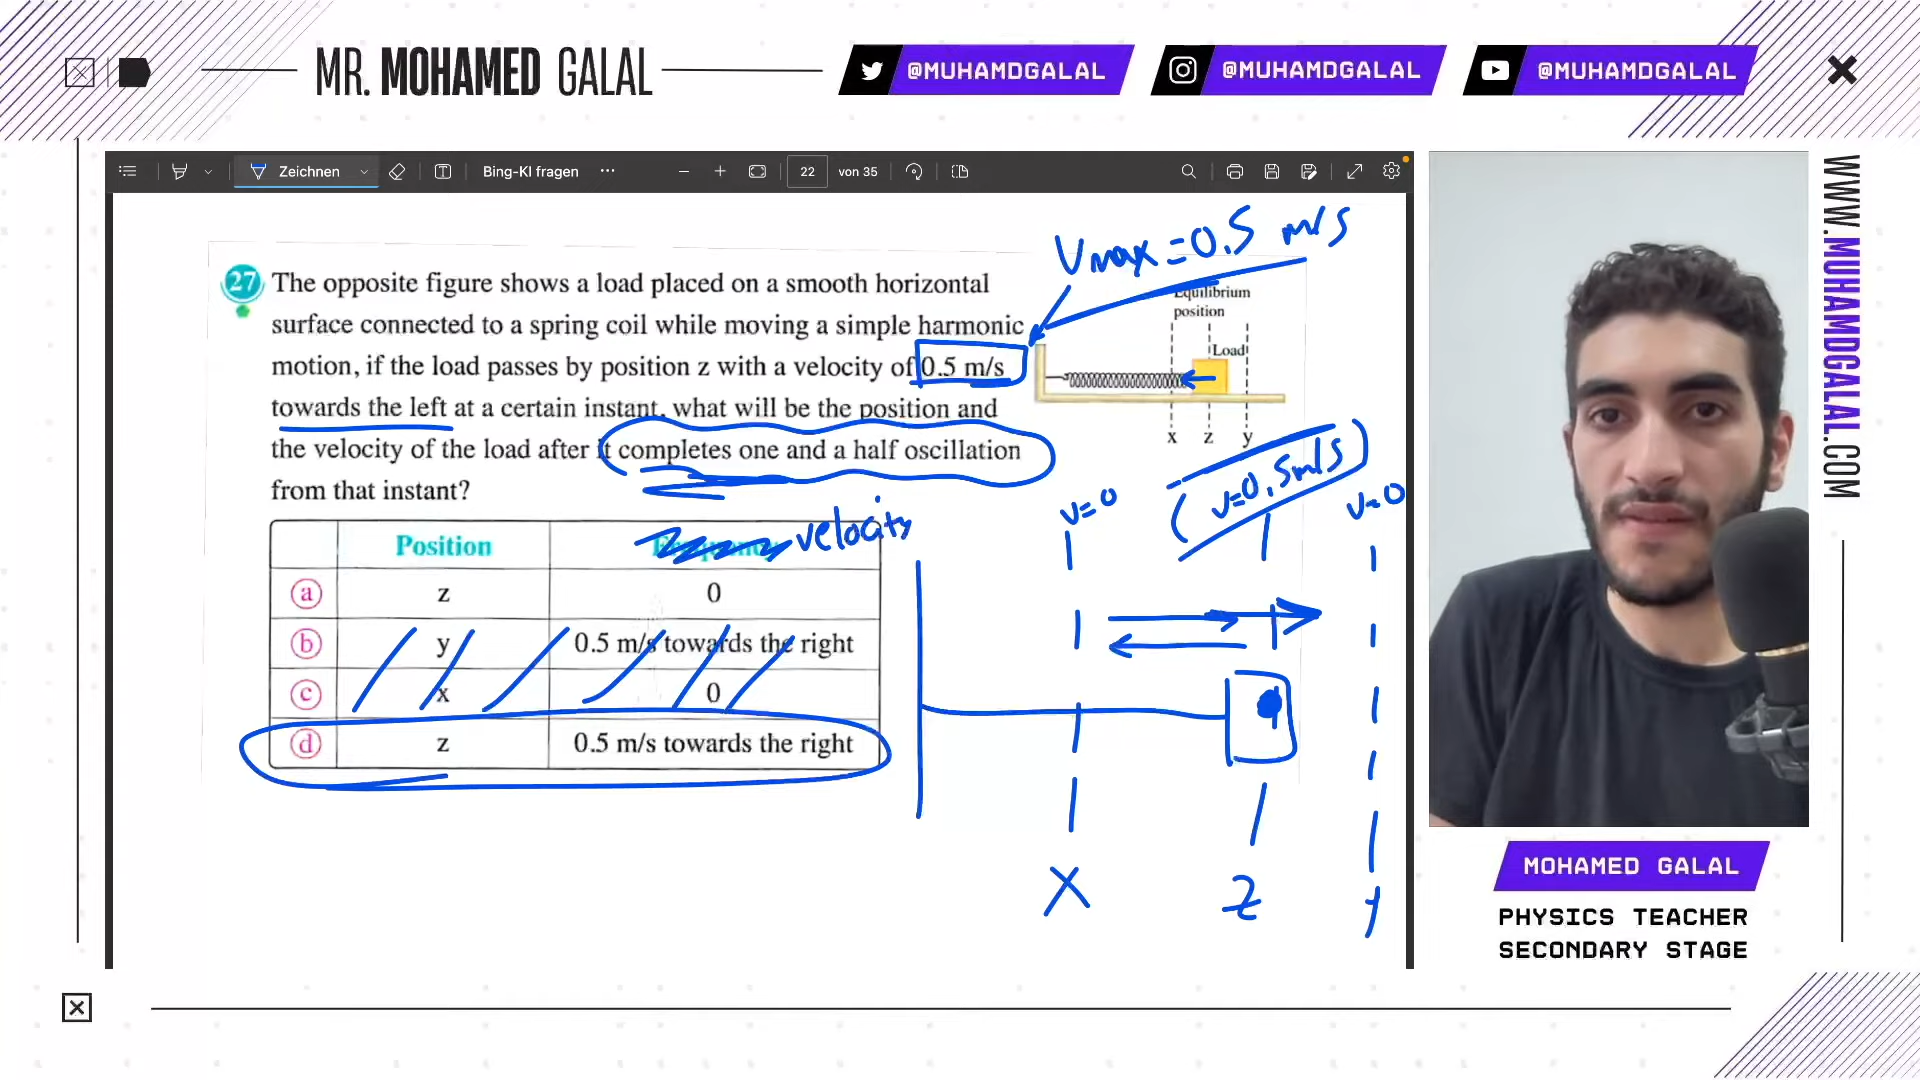 MR. MOHAMED GALAL
@MUHAMDGALAL
@MUHAMDGALAL
@MUHAMDGALAL
Zeichnen
Bing-KI fragen
22
von 35
WWW.MUHAMDGALAL.COM
Vmax = 0.5 m/s
27 The opposite figure shows a load placed on a smooth horizontal
surface connected to a spring coil while moving a simple harmonic
motion, if the load passes by position z with a velocity of 0.5 m/s
towards the left at a certain instant, what will be the position and
the velocity of the load after it completes one and a half oscillation
from that instant?
Equilibrium
position
Load
x z y
v=0
v=0.5m/s
v=0
Position
velocity
a z 0
b y 0.5 m/s towards the right
c x 0
d z 0.5 m/s towards the right
X
Z
y
MOHAMED GALAL
PHYSICS TEACHER
SECONDARY STAGE